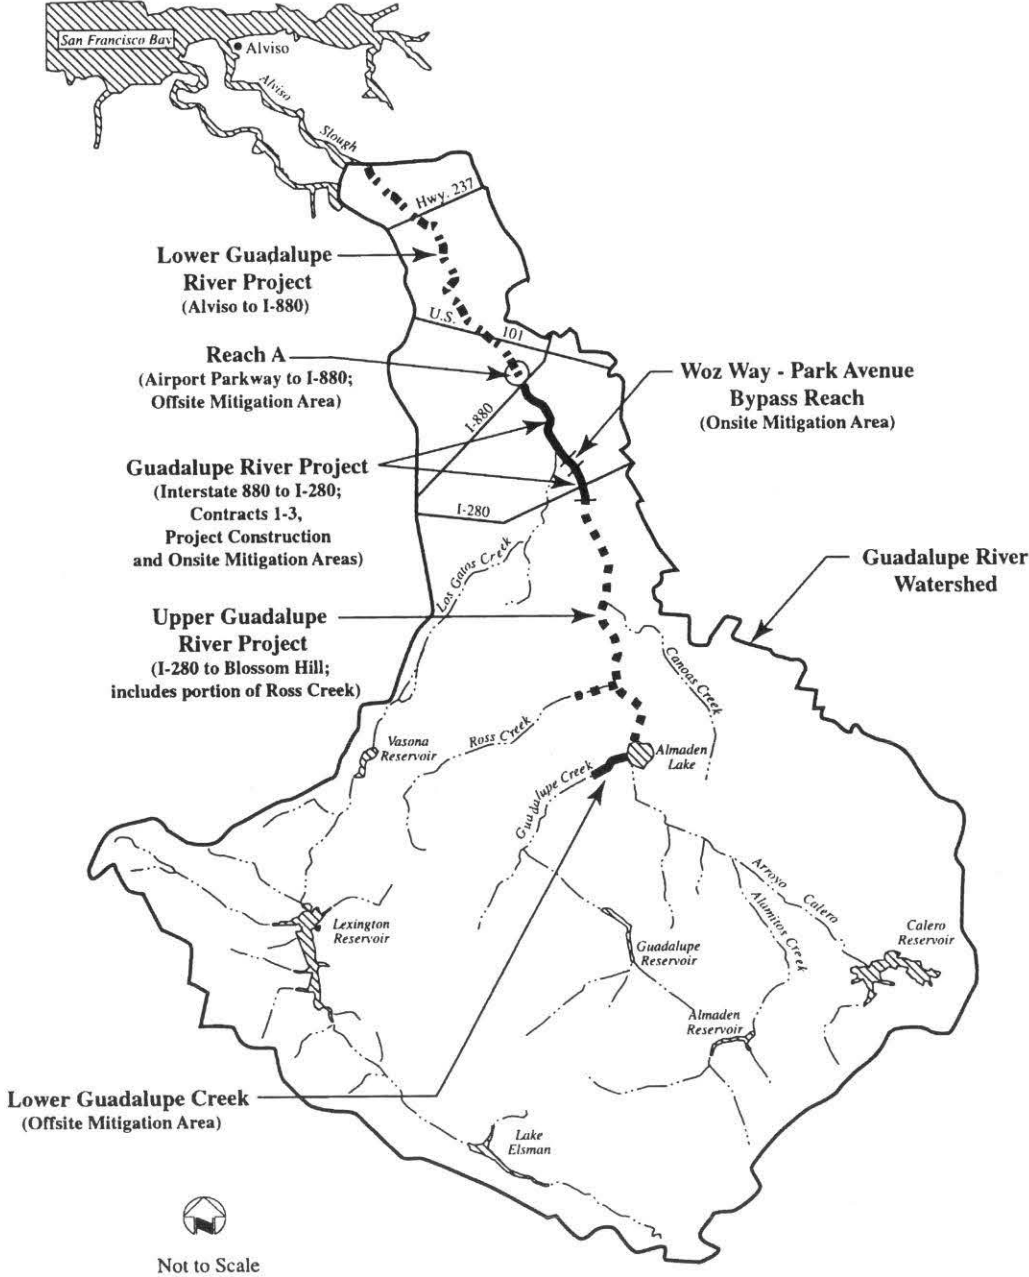 San Francisco Bay
Alviso
Alviso
Slough
Hwy. 237
Lower Guadalupe
River Project
(Alviso to I-880)
U.S.
101
Reach A
(Airport Parkway to I-880;
Offsite Mitigation Area)
Woz Way - Park Avenue
Bypass Reach
(Onsite Mitigation Area)
I-880
Guadalupe River Project
(Interstate 880 to I-280;
Contracts 1-3,
Project Construction
and Onsite Mitigation Areas)
I-280
Los Gatos Creek
Guadalupe River
Watershed
Upper Guadalupe
River Project
(I-280 to Blossom Hill;
includes portion of Ross Creek)
Canoas Creek
Ross Creek
Vasona
Reservoir
Almaden
Lake
Guadalupe Creek
Arroyo
Calero
Alamitos Creek
Lexington
Reservoir
Guadalupe
Reservoir
Calero
Reservoir
Almaden
Reservoir
Lower Guadalupe Creek
(Offsite Mitigation Area)
Lake
Elsman
Not to Scale